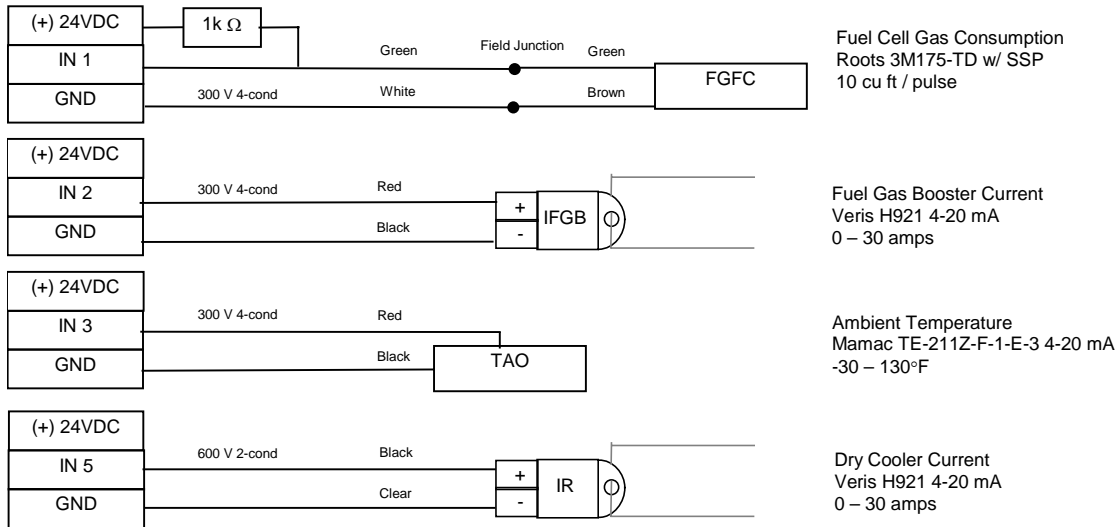 (+) 24VDC
1k Ω
IN 1
Green
Field Junction
Green
GND
300 V 4-cond
White
Brown
FGFC
Fuel Cell Gas Consumption
Roots 3M175-TD w/ SSP
10 cu ft / pulse
(+) 24VDC
IN 2
300 V 4-cond
Red
GND
Black
+
-
IFGB
Fuel Gas Booster Current
Veris H921 4-20 mA
0 – 30 amps
(+) 24VDC
IN 3
300 V 4-cond
Red
GND
Black
TAO
Ambient Temperature
Mamac TE-211Z-F-1-E-3 4-20 mA
-30 – 130°F
(+) 24VDC
IN 5
600 V 2-cond
Black
GND
Clear
+
-
IR
Dry Cooler Current
Veris H921 4-20 mA
0 – 30 amps